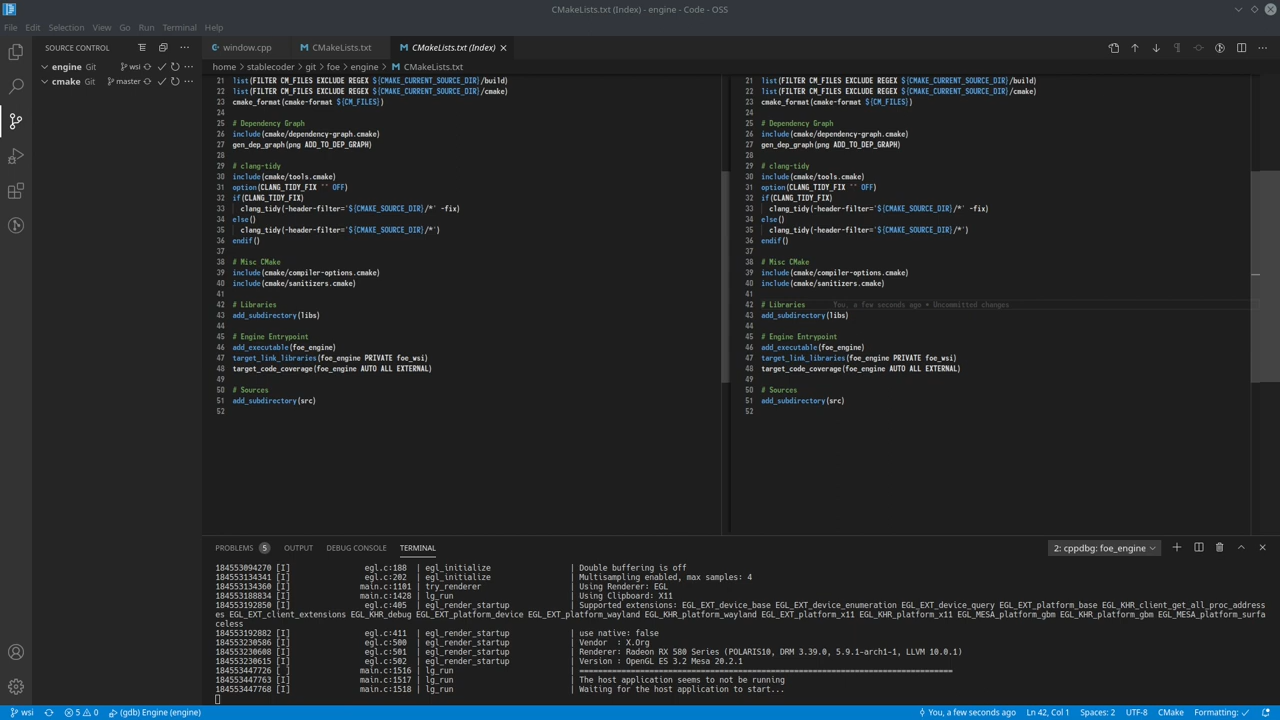 CMakeLists.txt (Index) - engine - Code - OSS
File Edit Selection View Go Run Terminal Help
SOURCE CONTROL
window.cpp CMakeLists.txt CMakeLists.txt (Index)
engine Git wsi
cmake Git master
home > stablecoder > git > foe > engine > CMakeLists.txt
21 list(FILTER CM_FILES EXCLUDE REGEX ${CMAKE_CURRENT_SOURCE_DIR}/build)
22 list(FILTER CM_FILES EXCLUDE REGEX ${CMAKE_CURRENT_SOURCE_DIR}/cmake)
23 cmake_format(cmake-format ${CM_FILES})
24
25 # Dependency Graph
26 include(cmake/dependency-graph.cmake)
27 gen_dep_graph(png ADD_TO_DEP_GRAPH)
28
29 # clang-tidy
30 include(cmake/tools.cmake)
31 option(CLANG_TIDY_FIX "" OFF)
32 if(CLANG_TIDY_FIX)
33 clang_tidy(-header-filter='${CMAKE_SOURCE_DIR}/*' -fix)
34 else()
35 clang_tidy(-header-filter='${CMAKE_SOURCE_DIR}/*')
36 endif()
37
38 # Misc CMake
39 include(cmake/compiler-options.cmake)
40 include(cmake/sanitizers.cmake)
41
42 # Libraries
43 add_subdirectory(libs)
44
45 # Engine Entrypoint
46 add_executable(foe_engine)
47 target_link_libraries(foe_engine PRIVATE foe_wsi)
48 target_code_coverage(foe_engine AUTO ALL EXTERNAL)
49
50 # Sources
51 add_subdirectory(src)
52
21 list(FILTER CM_FILES EXCLUDE REGEX ${CMAKE_CURRENT_SOURCE_DIR}/build)
22 list(FILTER CM_FILES EXCLUDE REGEX ${CMAKE_CURRENT_SOURCE_DIR}/cmake)
23 cmake_format(cmake-format ${CM_FILES})
24
25 # Dependency Graph
26 include(cmake/dependency-graph.cmake)
27 gen_dep_graph(png ADD_TO_DEP_GRAPH)
28
29 # clang-tidy
30 include(cmake/tools.cmake)
31 option(CLANG_TIDY_FIX "" OFF)
32 if(CLANG_TIDY_FIX)
33 clang_tidy(-header-filter='${CMAKE_SOURCE_DIR}/*' -fix)
34 else()
35 clang_tidy(-header-filter='${CMAKE_SOURCE_DIR}/*')
36 endif()
37
38 # Misc CMake
39 include(cmake/compiler-options.cmake)
40 include(cmake/sanitizers.cmake)
41
42 # Libraries You, a few seconds ago • Uncommitted changes
43 add_subdirectory(libs)
44
45 # Engine Entrypoint
46 add_executable(foe_engine)
47 target_link_libraries(foe_engine PRIVATE foe_wsi)
48 target_code_coverage(foe_engine AUTO ALL EXTERNAL)
49
50 # Sources
51 add_subdirectory(src)
52
PROBLEMS 5 OUTPUT DEBUG CONSOLE TERMINAL 2: cppdbg: foe_engine
184553094270 [I] egl.c:188 | egl_initialize | Double buffering is off
184553134341 [I] egl.c:202 | egl_initialize | Multisampling enabled, max samples: 4
184553134360 [I] main.c:1101 | try_renderer | Using Renderer: EGL
184553188834 [I] main.c:1428 | lg_run | Using Clipboard: X11
184553192850 [I] egl.c:405 | egl_render_startup | Supported extensions: EGL_EXT_device_base EGL_EXT_device_enumeration EGL_EXT_device_query EGL_EXT_platform_base EGL_KHR_client_get_all_proc_address
es EGL_EXT_client_extensions EGL_KHR_debug EGL_EXT_platform_device EGL_EXT_platform_wayland EGL_KHR_platform_wayland EGL_EXT_platform_x11 EGL_KHR_platform_x11 EGL_MESA_platform_gbm EGL_KHR_platform_gbm EGL_MESA_platform_surfa
celess
184553192882 [I] egl.c:411 | egl_render_startup | use native: false
184553230586 [I] egl.c:500 | egl_render_startup | Vendor : X.Org
184553230608 [I] egl.c:501 | egl_render_startup | Renderer: Radeon RX 580 Series (POLARIS10, DRM 3.39.0, 5.9.1-arch1-1, LLVM 10.0.1)
184553230615 [I] egl.c:502 | egl_render_startup | Version : OpenGL ES 3.2 Mesa 20.2.1
184553447726 [ ] main.c:1516 | lg_run | ================================================================================
184553447763 [I] main.c:1517 | lg_run | The host application seems to not be running
184553447768 [I] main.c:1518 | lg_run | Waiting for the host application to start...
wsi 5 0 (gdb) Engine (engine) You, a few seconds ago Ln 42, Col 1 Spaces: 2 UTF-8 CMake Formatting: ✓